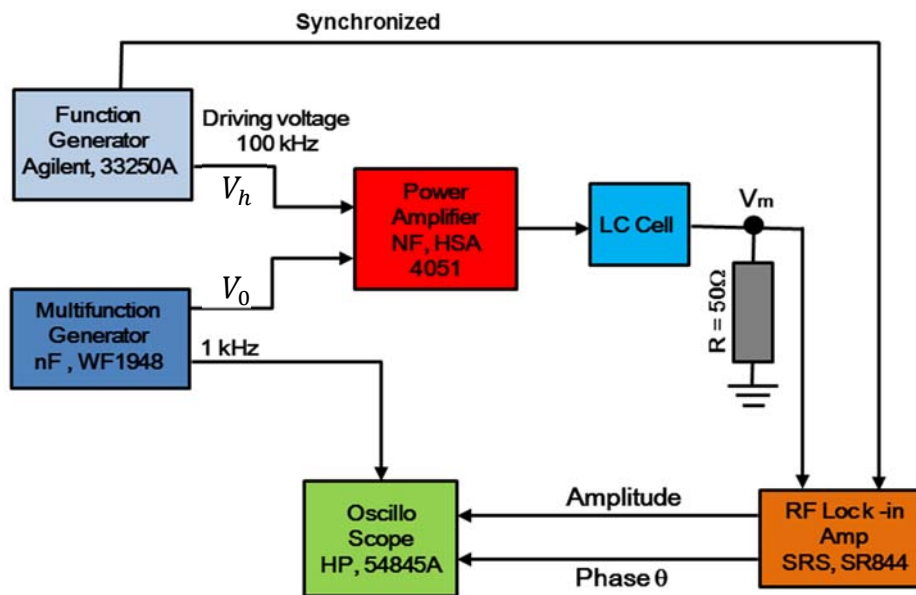 Synchronized
Function
Generator
Agilent, 33250A
Driving voltage
100 kHz
V_h
Power
Amplifier
NF, HSA
4051
LC Cell
Vm
R = 50Ω
V_0
Multifunction
Generator
nF , WF1948
1 kHz
Oscillo
Scope
HP, 54845A
Amplitude
Phase θ
RF Lock -in
Amp
SRS, SR844